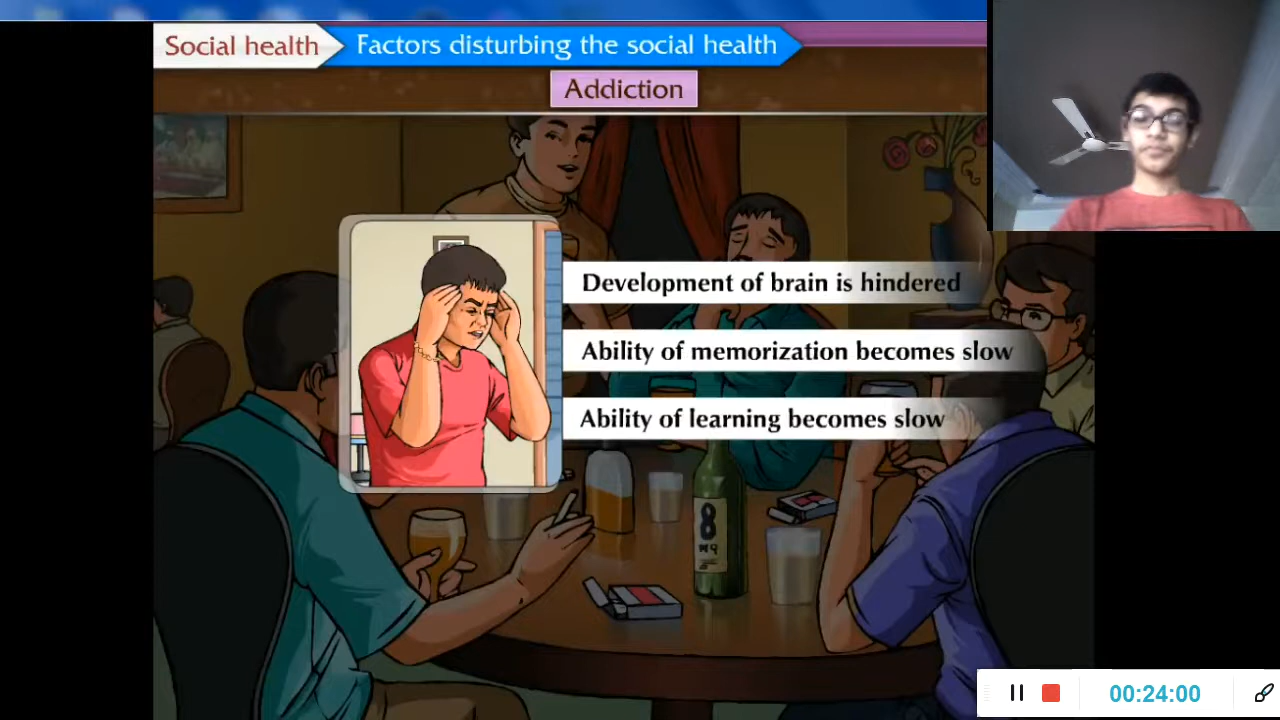 Social health
Factors disturbing the social health
Addiction
Development of brain is hindered
Ability of memorization becomes slow
Ability of learning becomes slow
8
00:24:00